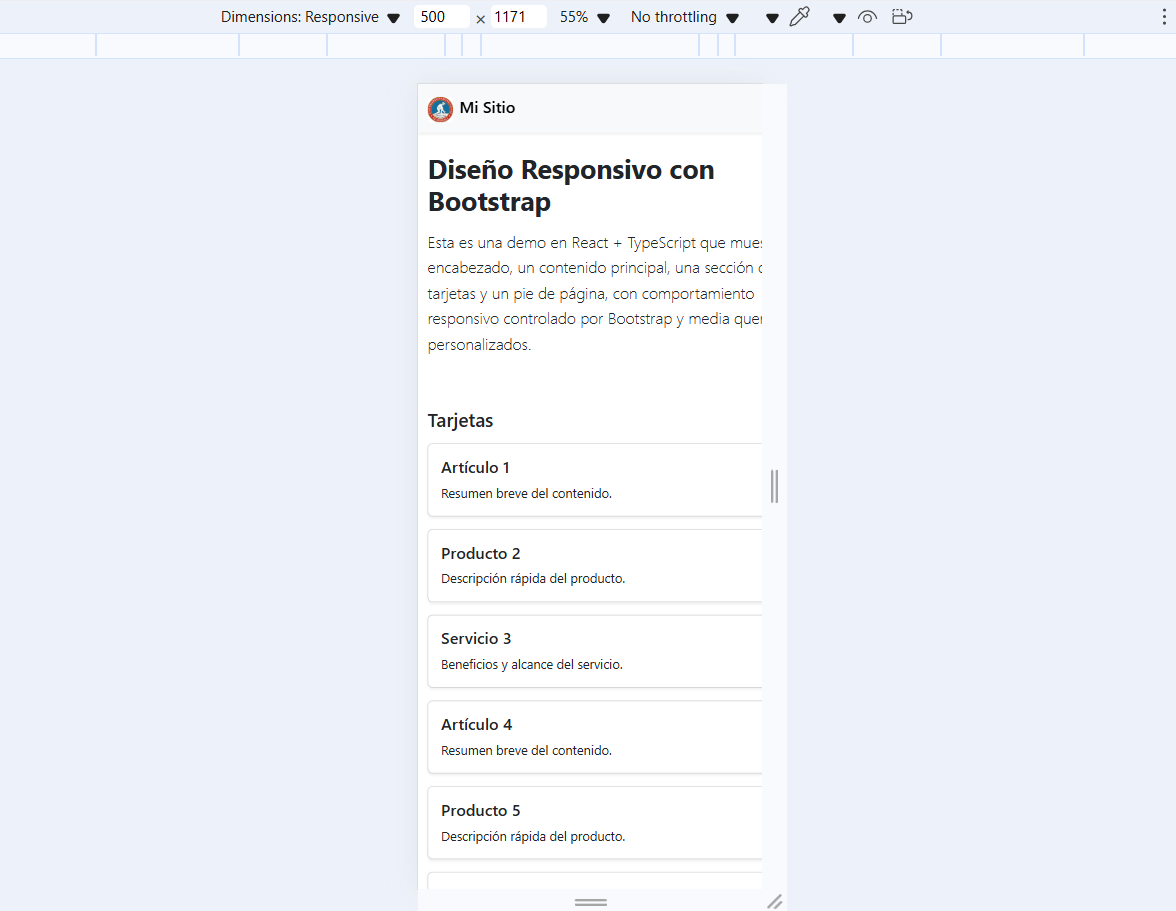 Dimensions: Responsive 500 × 1171 55% No throttling
Mi Sitio
Diseño Responsivo con
Bootstrap
Esta es una demo en React + TypeScript que mues
encabezado, un contenido principal, una sección
tarjetas y un pie de página, con comportamiento
responsivo controlado por Bootstrap y media quer
personalizados.
Tarjetas
Artículo 1
Resumen breve del contenido.
Producto 2
Descripción rápida del producto.
Servicio 3
Beneficios y alcance del servicio.
Artículo 4
Resumen breve del contenido.
Producto 5
Descripción rápida del producto.